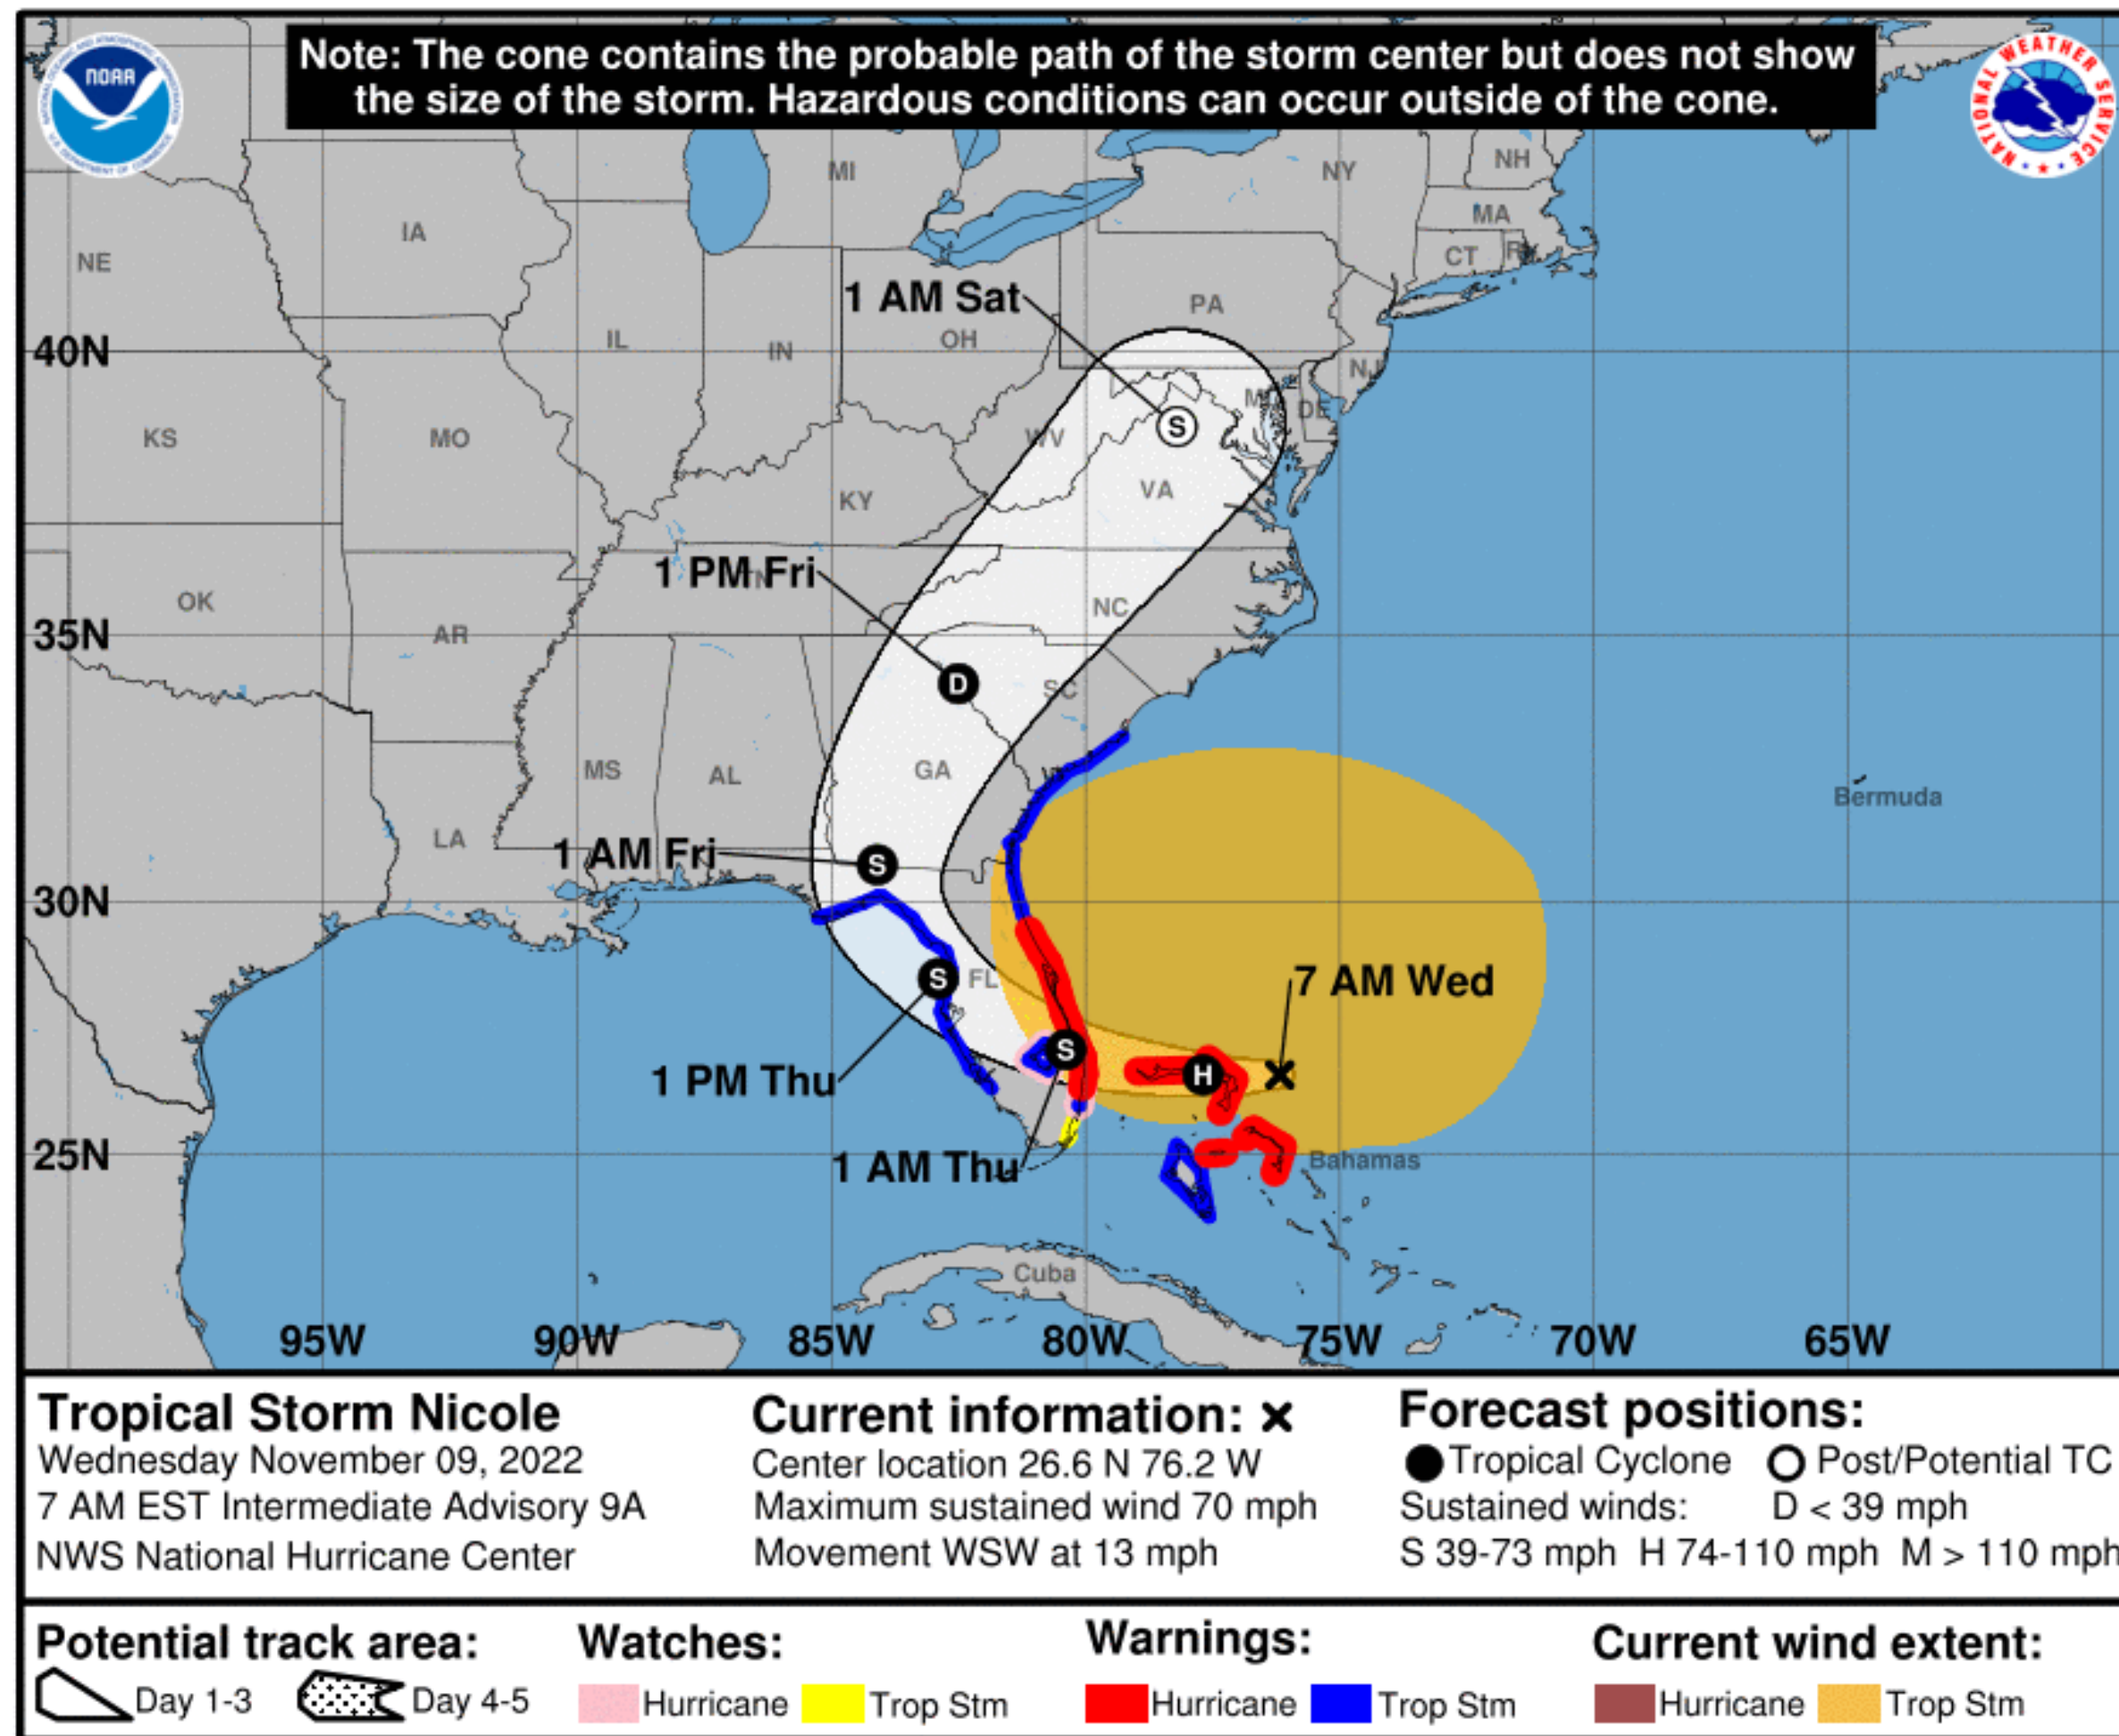 Note: The cone contains the probable path of the storm center but does not show
the size of the storm. Hazardous conditions can occur outside of the cone.
NOAA
NATIONAL WEATHER SERVICE
MI
NY
NH
MA
CT
IA
NE
1 AM Sat
PA
IL
IN
OH
40N
NJ
DE
KS
MO
WV
S
VA
KY
1 PM Fri
OK
NC
35N
AR
D
SC
MS
AL
GA
Bermuda
LA
1 AM Fri
S
30N
S
FL
7 AM Wed
S
H
1 PM Thu
25N
1 AM Thu
Bahamas
Cuba
95W 90W 85W 80W 75W 70W 65W
Tropical Storm Nicole
Wednesday November 09, 2022
7 AM EST Intermediate Advisory 9A
NWS National Hurricane Center
Current information: ×
Center location 26.6 N 76.2 W
Maximum sustained wind 70 mph
Movement WSW at 13 mph
Forecast positions:
Tropical Cyclone Post/Potential TC
Sustained winds: D < 39 mph
S 39-73 mph H 74-110 mph M > 110 mph
Potential track area:
Day 1-3 Day 4-5
Watches:
Hurricane Trop Stm
Warnings:
Hurricane Trop Stm
Current wind extent:
Hurricane Trop Stm